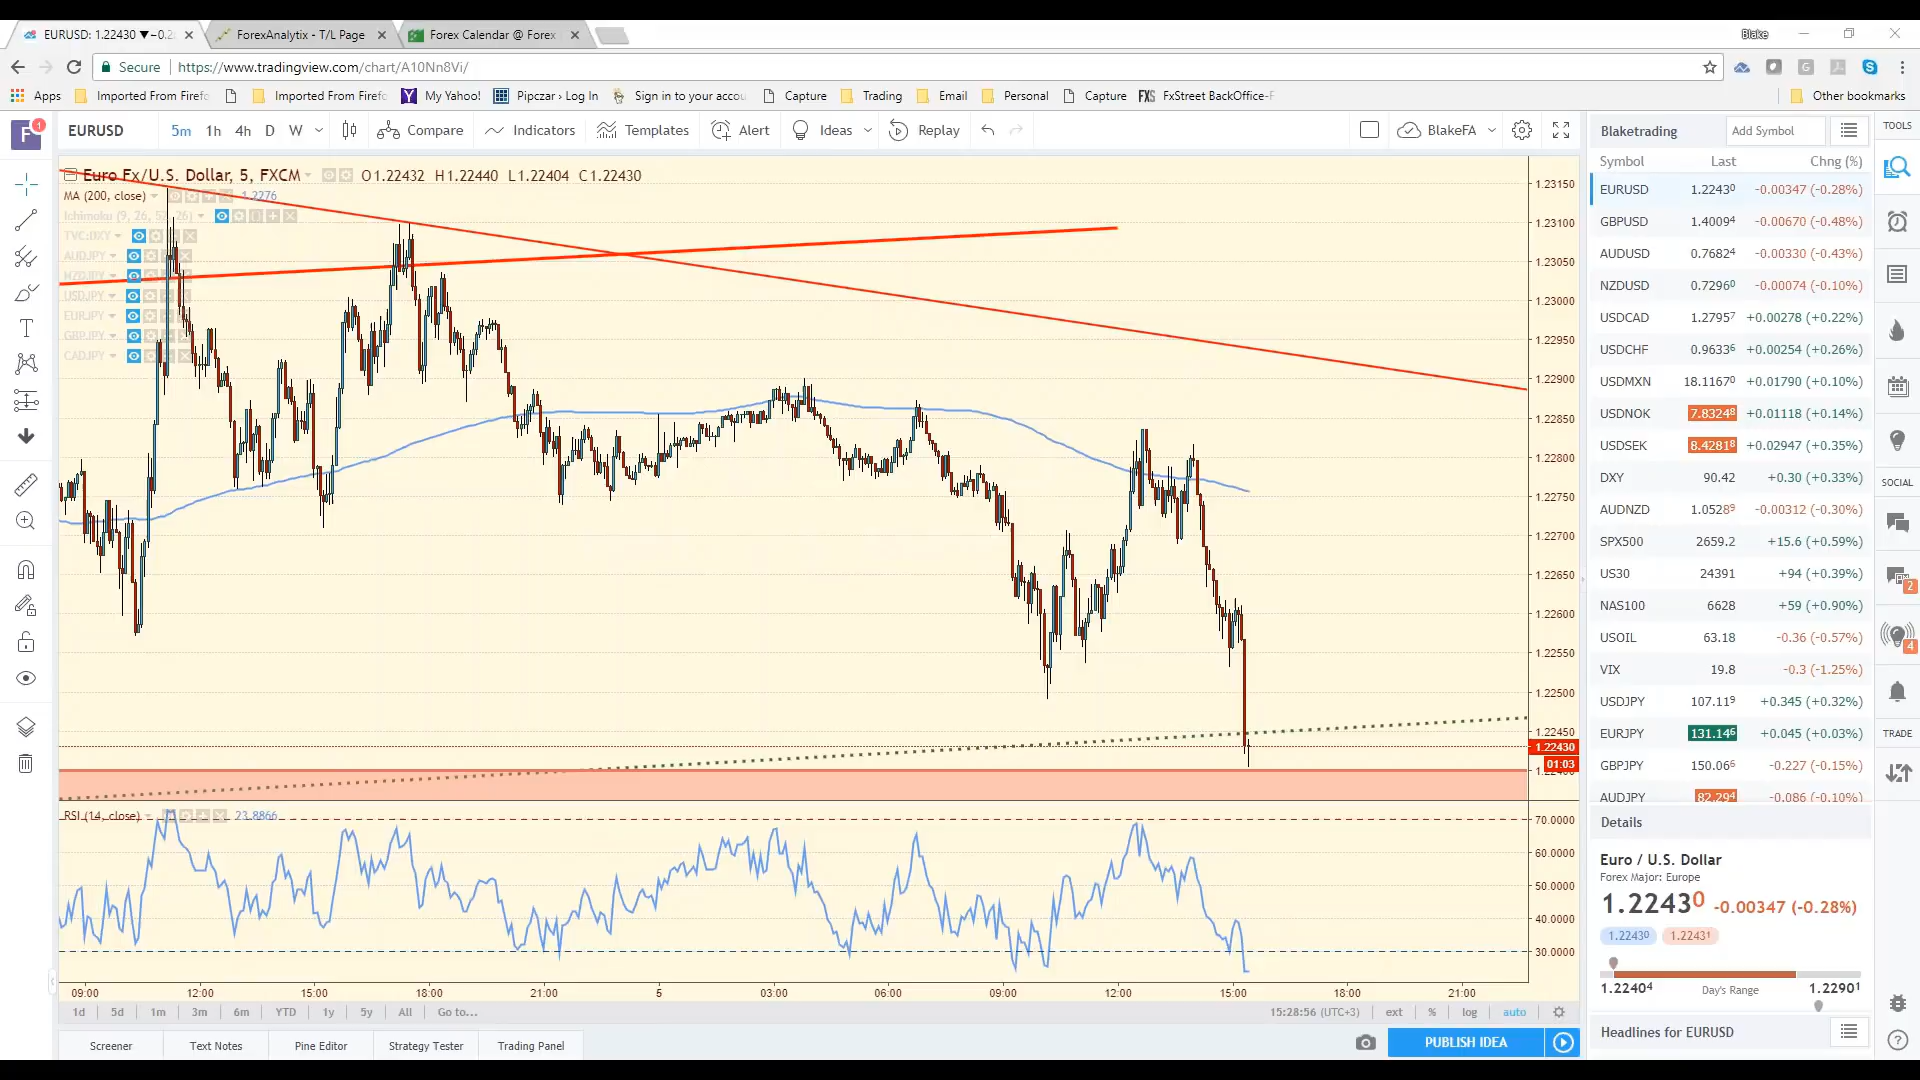 EURUSD: 1.22430 ▼−0.2
ForexAnalytix - T/L Page
Forex Calendar @ Forex
Blake
Secure | https://www.tradingview.com/chart/A10Nn8Vi/
Apps Imported From Firefo Imported From Firefo My Yahoo! Pipczar › Log In Sign in to your accou Capture Trading Email Personal Capture FXS FxStreet BackOffice-F Other bookmarks
F 1 EURUSD 5m 1h 4h D W Compare Indicators Templates Alert Ideas Replay BlakeFA
Euro Fx/U.S. Dollar, 5, FXCM O1.22432 H1.22440 L1.22404 C1.22430
MA (200, close) 1.2276
Ichimoku (9, 26, 52, 26)
TVC:DXY
AUDJPY
NZDJPY
USDJPY
EURJPY
GBPJPY
CADJPY
1.23150
1.23100
1.23050
1.23000
1.22950
1.22900
1.22850
1.22800
1.22750
1.22700
1.22650
1.22600
1.22550
1.22500
1.22450
1.22430
01:03
RSI (14, close) 23.8866
70.0000
60.0000
50.0000
40.0000
30.0000
09:00 12:00 15:00 18:00 21:00 5 03:00 06:00 09:00 12:00 15:00 18:00 21:00
1d 5d 1m 3m 6m YTD 1y 5y All Go to... 15:28:56 (UTC+3) ext % log auto
Screener Text Notes Pine Editor Strategy Tester Trading Panel PUBLISH IDEA
Blaketrading Add Symbol
Symbol Last Chng (%)
EURUSD 1.22430 -0.00347 (-0.28%)
GBPUSD 1.40094 -0.00670 (-0.48%)
AUDUSD 0.76824 -0.00330 (-0.43%)
NZDUSD 0.72960 -0.00074 (-0.10%)
USDCAD 1.27957 +0.00278 (+0.22%)
USDCHF 0.96336 +0.00254 (+0.26%)
USDMXN 18.11670 +0.01790 (+0.10%)
USDNOK 7.83248 +0.01118 (+0.14%)
USDSEK 8.42818 +0.02947 (+0.35%)
DXY 90.42 +0.30 (+0.33%)
AUDNZD 1.05289 -0.00312 (-0.30%)
SPX500 2659.2 +15.6 (+0.59%)
US30 24391 +94 (+0.39%)
NAS100 6628 +59 (+0.90%)
USOIL 63.18 -0.36 (-0.57%)
VIX 19.8 -0.3 (-1.25%)
USDJPY 107.119 +0.345 (+0.32%)
EURJPY 131.146 +0.045 (+0.03%)
GBPJPY 150.066 -0.227 (-0.15%)
AUDJPY 82.294 -0.086 (-0.10%)
Details
Euro / U.S. Dollar
Forex Major: Europe
1.22430 -0.00347 (-0.28%)
1.22430 1.22431
1.22404 Day's Range 1.22901
Headlines for EURUSD
TOOLS
SOCIAL
2
4
TRADE